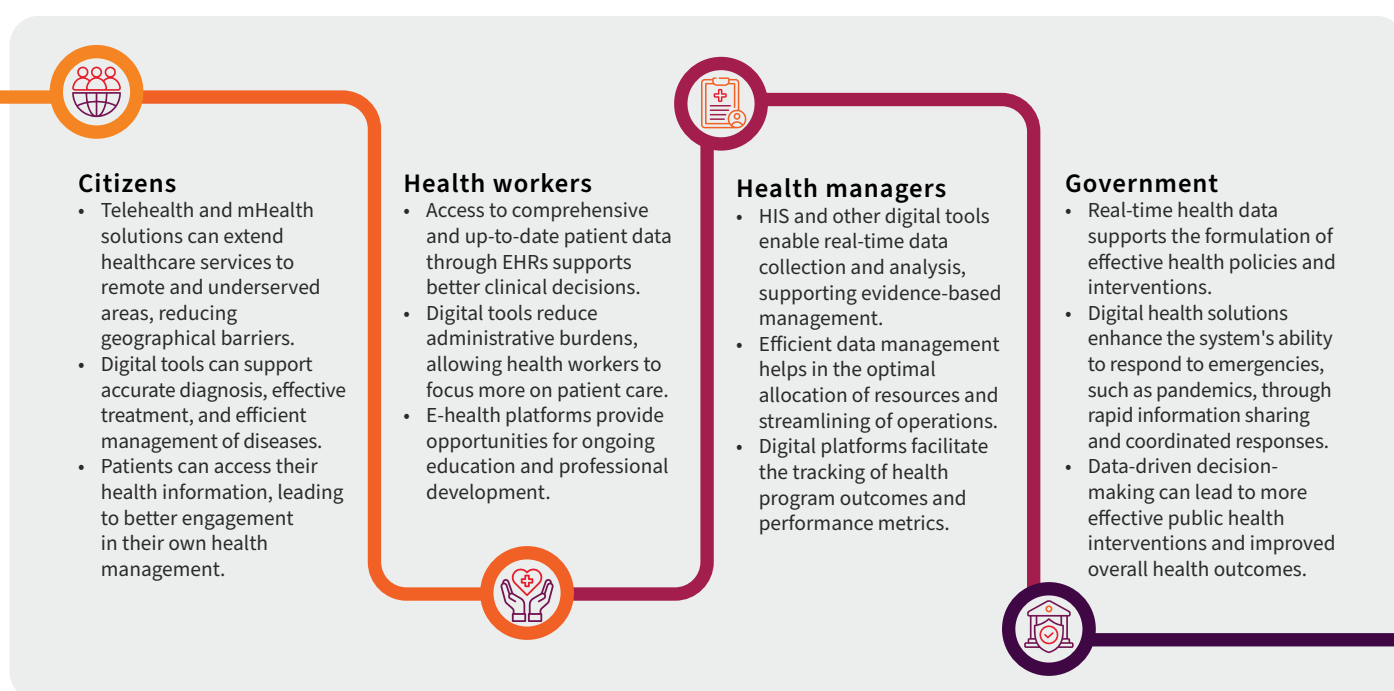 Citizens
• Telehealth and mHealth
solutions can extend
healthcare services to
remote and underserved
areas, reducing
geographical barriers.
• Digital tools can support
accurate diagnosis, effective
treatment, and efficient
management of diseases.
• Patients can access their
health information, leading
to better engagement
in their own health
management.
Health workers
• Access to comprehensive
and up-to-date patient data
through EHRs supports
better clinical decisions.
• Digital tools reduce
administrative burdens,
allowing health workers to
focus more on patient care.
• E-health platforms provide
opportunities for ongoing
education and professional
development.
Health managers
• HIS and other digital tools
enable real-time data
collection and analysis,
supporting evidence-based
management.
• Efficient data management
helps in the optimal
allocation of resources and
streamlining of operations.
• Digital platforms facilitate
the tracking of health
program outcomes and
performance metrics.
Government
• Real-time health data
supports the formulation of
effective health policies and
interventions.
• Digital health solutions
enhance the system's ability
to respond to emergencies,
such as pandemics, through
rapid information sharing
and coordinated responses.
• Data-driven decision-
making can lead to more
effective public health
interventions and improved
overall health outcomes.